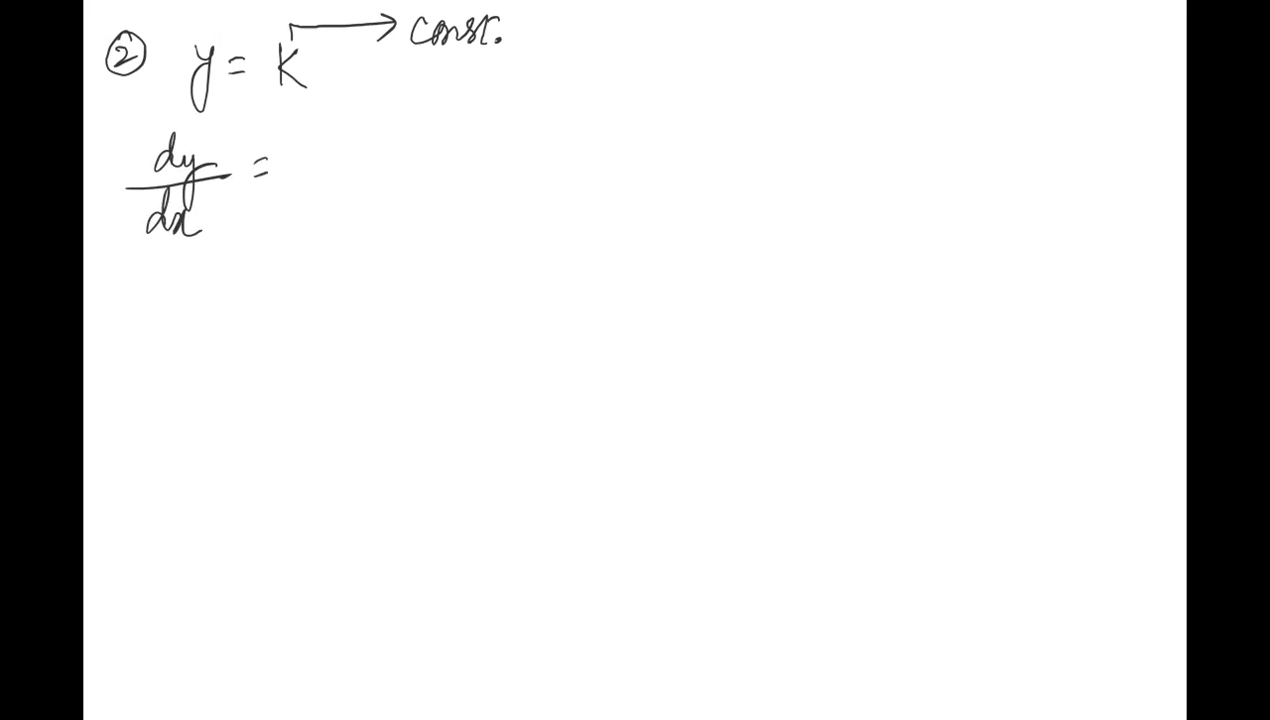 ② y = K → const.
dy/dx =